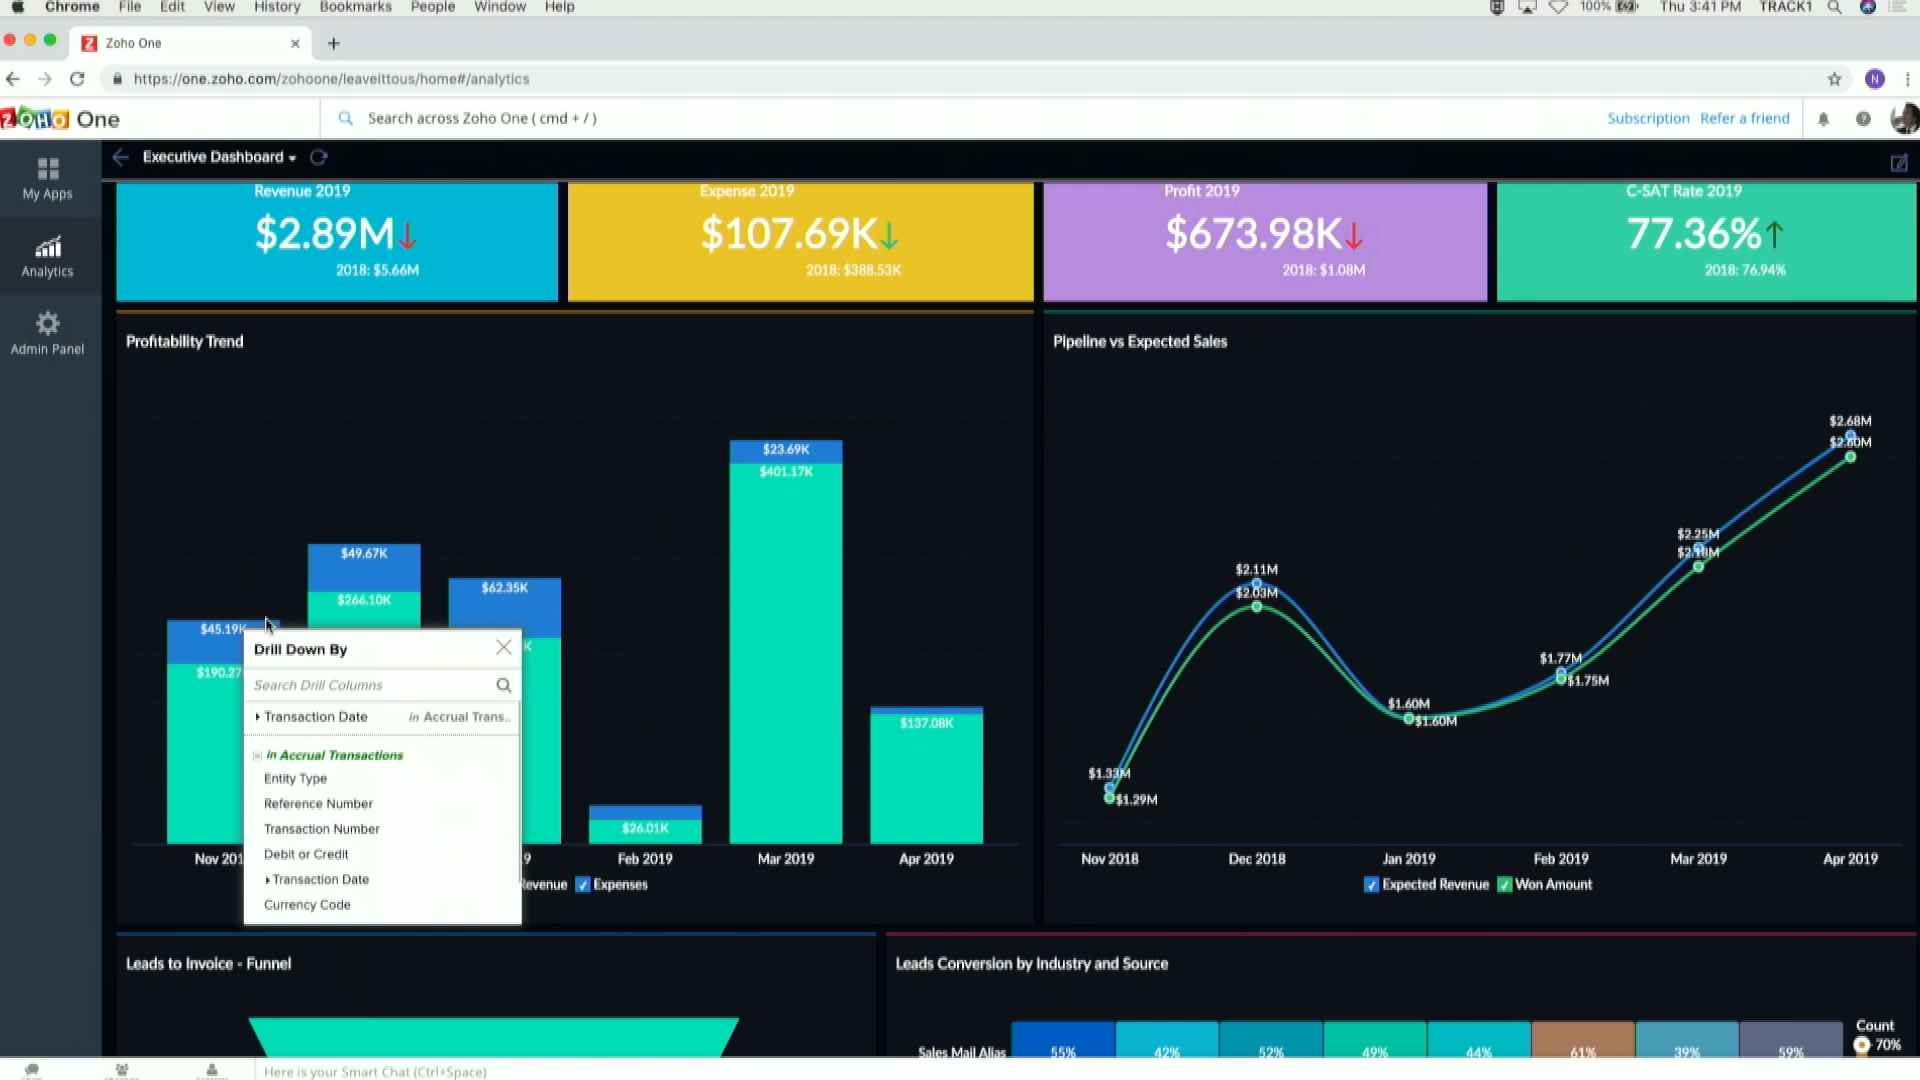 Chrome File Edit View History Bookmarks People Window Help
100% Thu 3:41 PM TRACK1
Zoho One
https://one.zoho.com/zohoone/leaveittous/home#/analytics
N
ZOHO One
Search across Zoho One ( cmd + / )
Subscription Refer a friend
My Apps
Analytics
Admin Panel
Executive Dashboard
Revenue 2019
$2.89M
2018: $5.66M
Expense 2019
$107.69K
2018: $388.53K
Profit 2019
$673.98K
2018: $1.08M
C-SAT Rate 2019
77.36%
2018: 76.94%
Profitability Trend
$45.19K
$190.27
$49.67K
$266.10K
$62.35K
K
$26.01K
$23.69K
$401.17K
$137.08K
Nov 201
9
Feb 2019
Mar 2019
Apr 2019
Revenue
Expenses
Drill Down By
Search Drill Columns
Transaction Date in Accrual Trans..
in Accrual Transactions
Entity Type
Reference Number
Transaction Number
Debit or Credit
Transaction Date
Currency Code
Pipeline vs Expected Sales
$1.33M
$1.29M
$2.11M
$2.03M
$1.60M
$1.60M
$1.77M
$1.75M
$2.25M
$2.68M
Nov 2018
Dec 2018
Jan 2019
Feb 2019
Mar 2019
Apr 2019
Expected Revenue
Won Amount
Leads to Invoice - Funnel
Leads Conversion by Industry and Source
Sales Mail Alias 55% 42% 52% 49% 44% 61% 39% 59%
Count
70%
Here is your Smart Chat (Ctrl+Space)